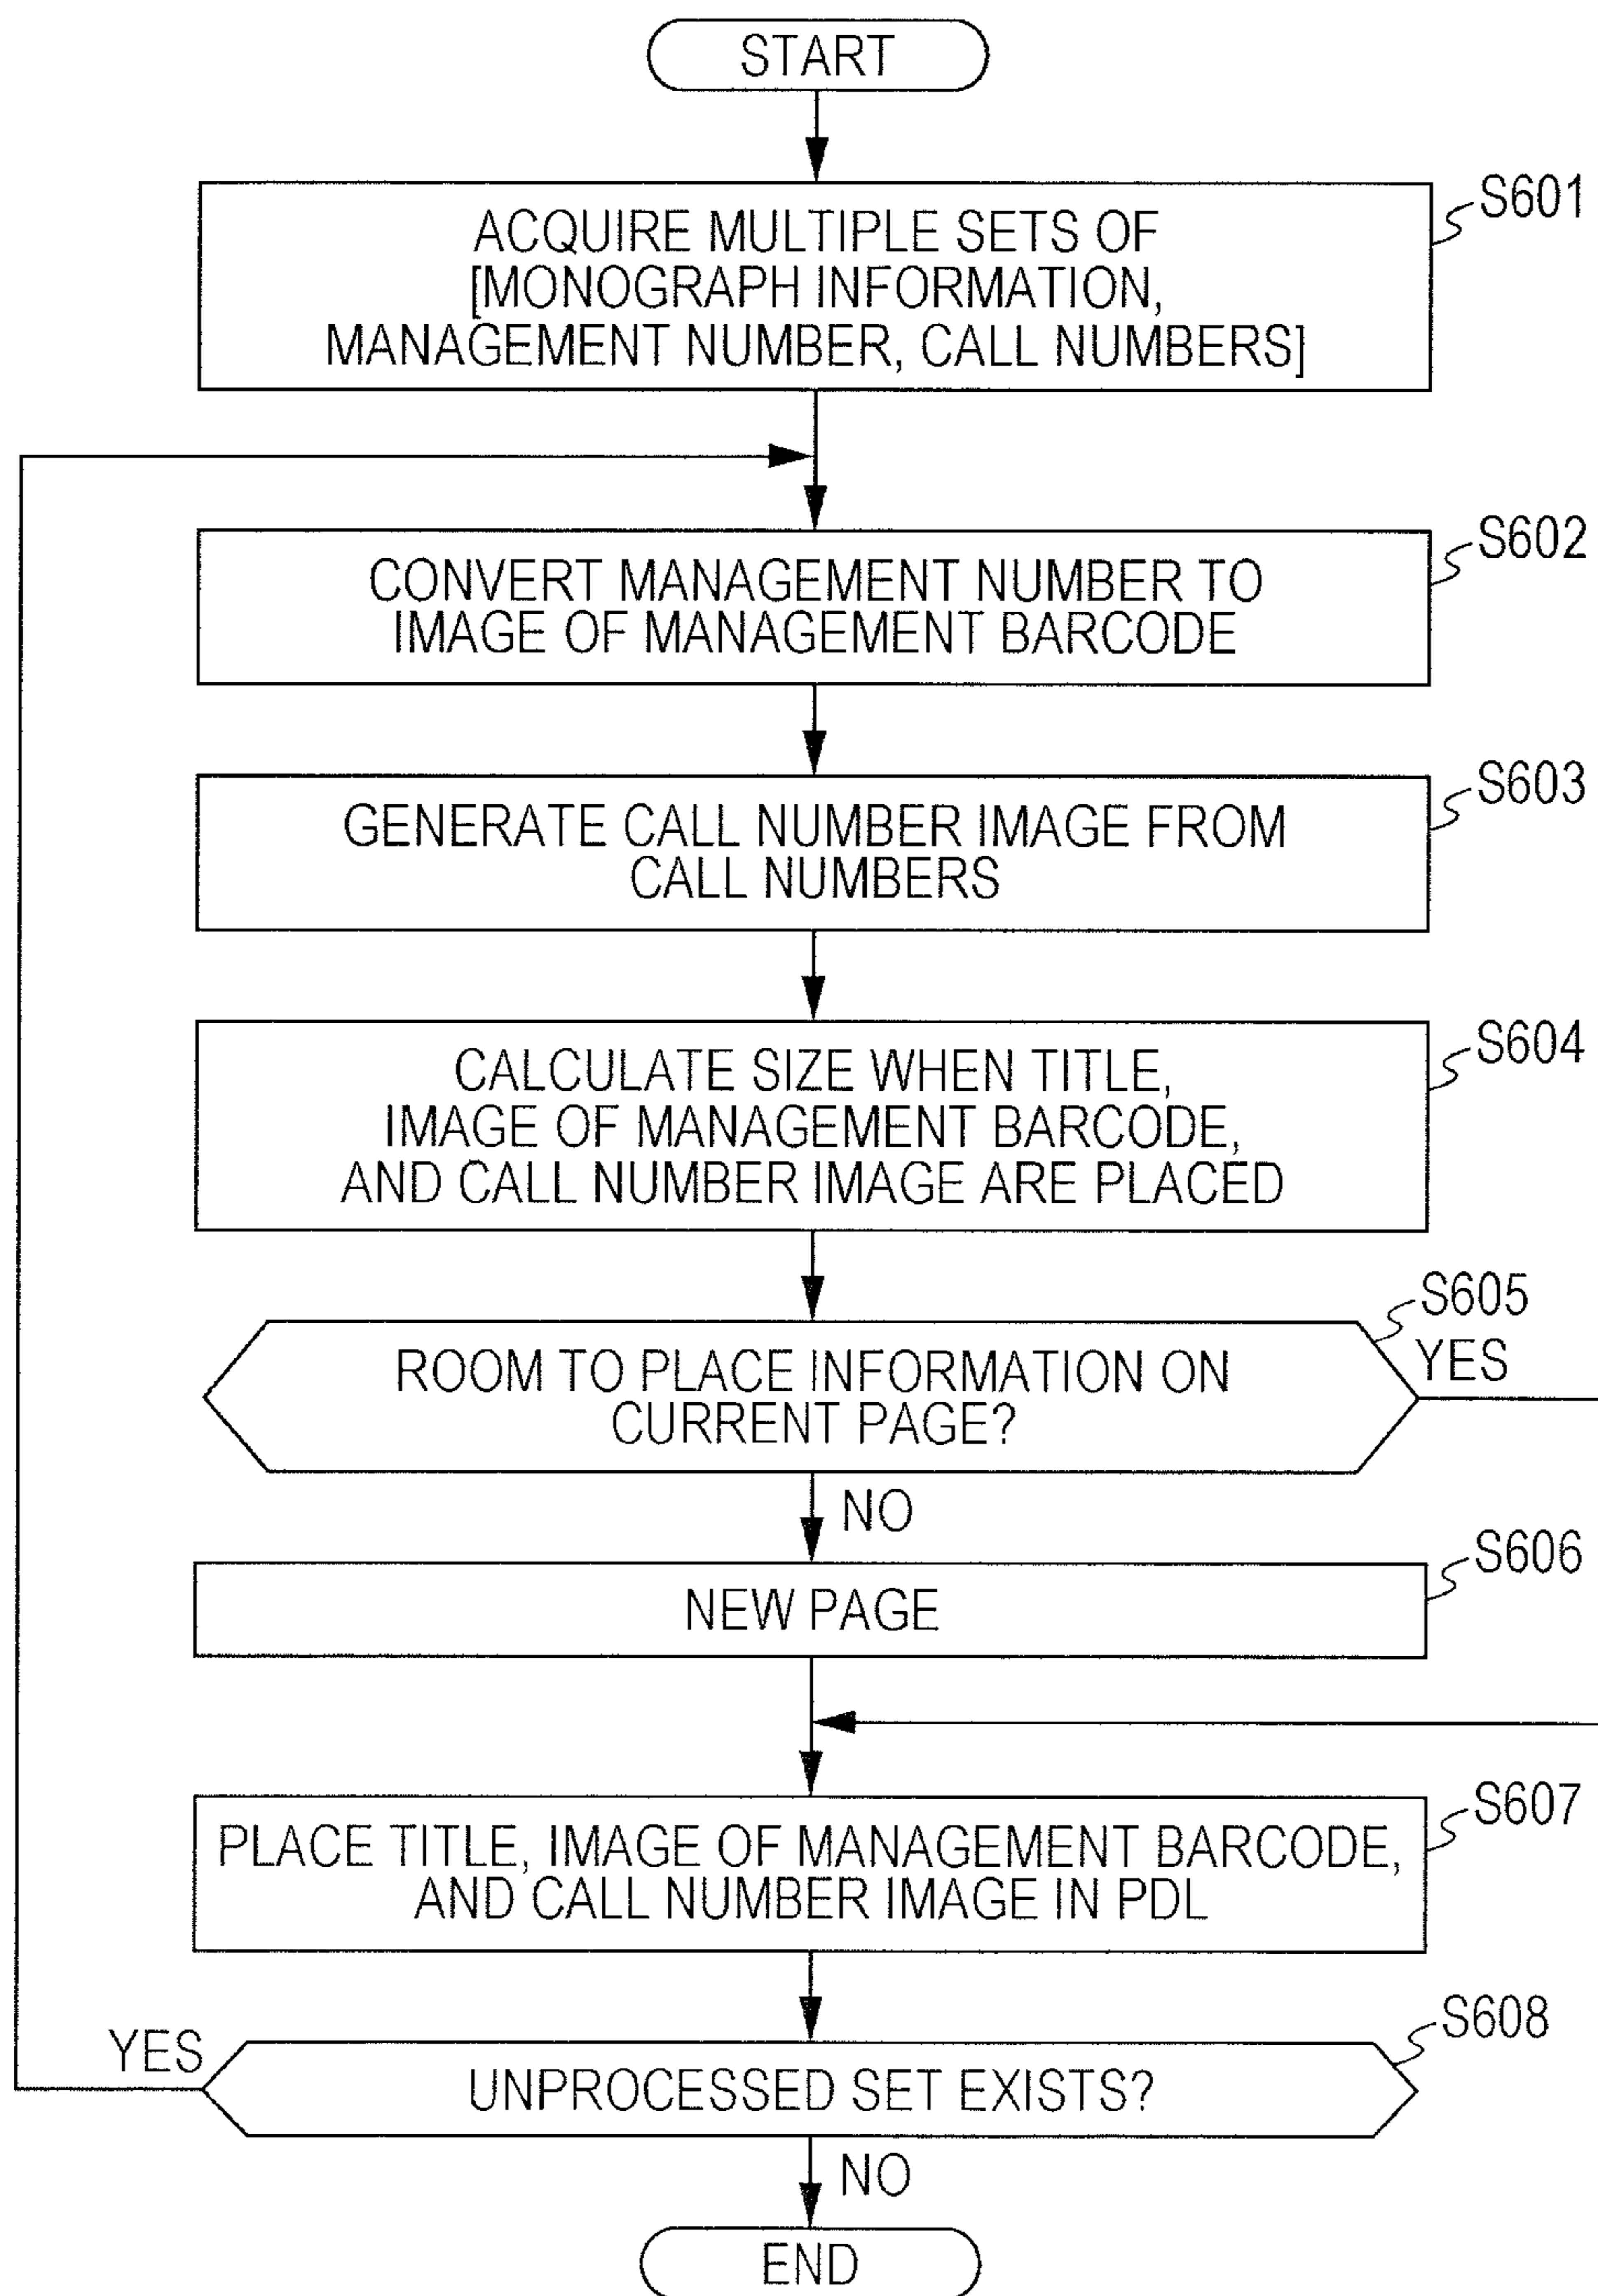 START
S601
ACQUIRE MULTIPLE SETS OF
[MONOGRAPH INFORMATION,
MANAGEMENT NUMBER, CALL NUMBERS]
S602
CONVERT MANAGEMENT NUMBER TO
IMAGE OF MANAGEMENT BARCODE
S603
GENERATE CALL NUMBER IMAGE FROM
CALL NUMBERS
S604
CALCULATE SIZE WHEN TITLE,
IMAGE OF MANAGEMENT BARCODE,
AND CALL NUMBER IMAGE ARE PLACED
S605
YES
ROOM TO PLACE INFORMATION ON
CURRENT PAGE?
NO
S606
NEW PAGE
S607
PLACE TITLE, IMAGE OF MANAGEMENT BARCODE,
AND CALL NUMBER IMAGE IN PDL
S608
YES
UNPROCESSED SET EXISTS?
NO
END